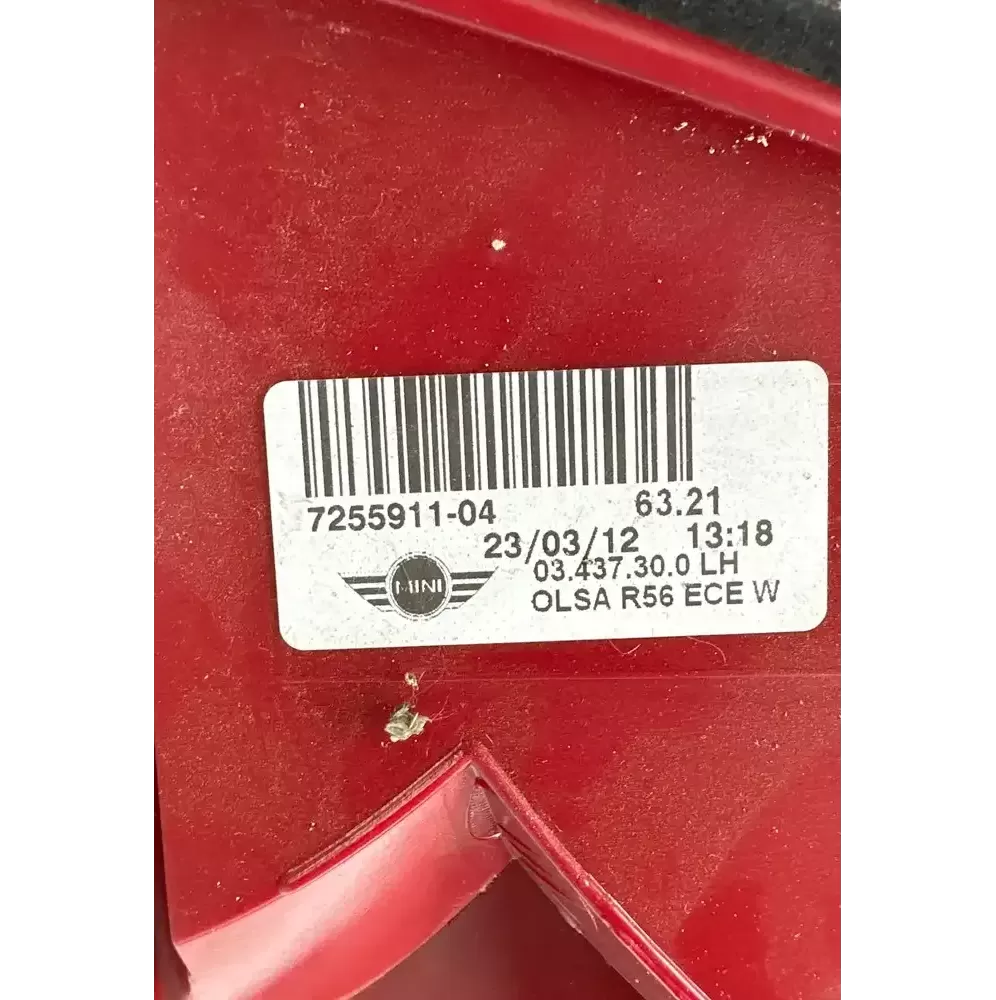 7255911-04 63.21
23/03/12 13:18
03.437.30.0 LH
MINI
OLSA R56 ECE W